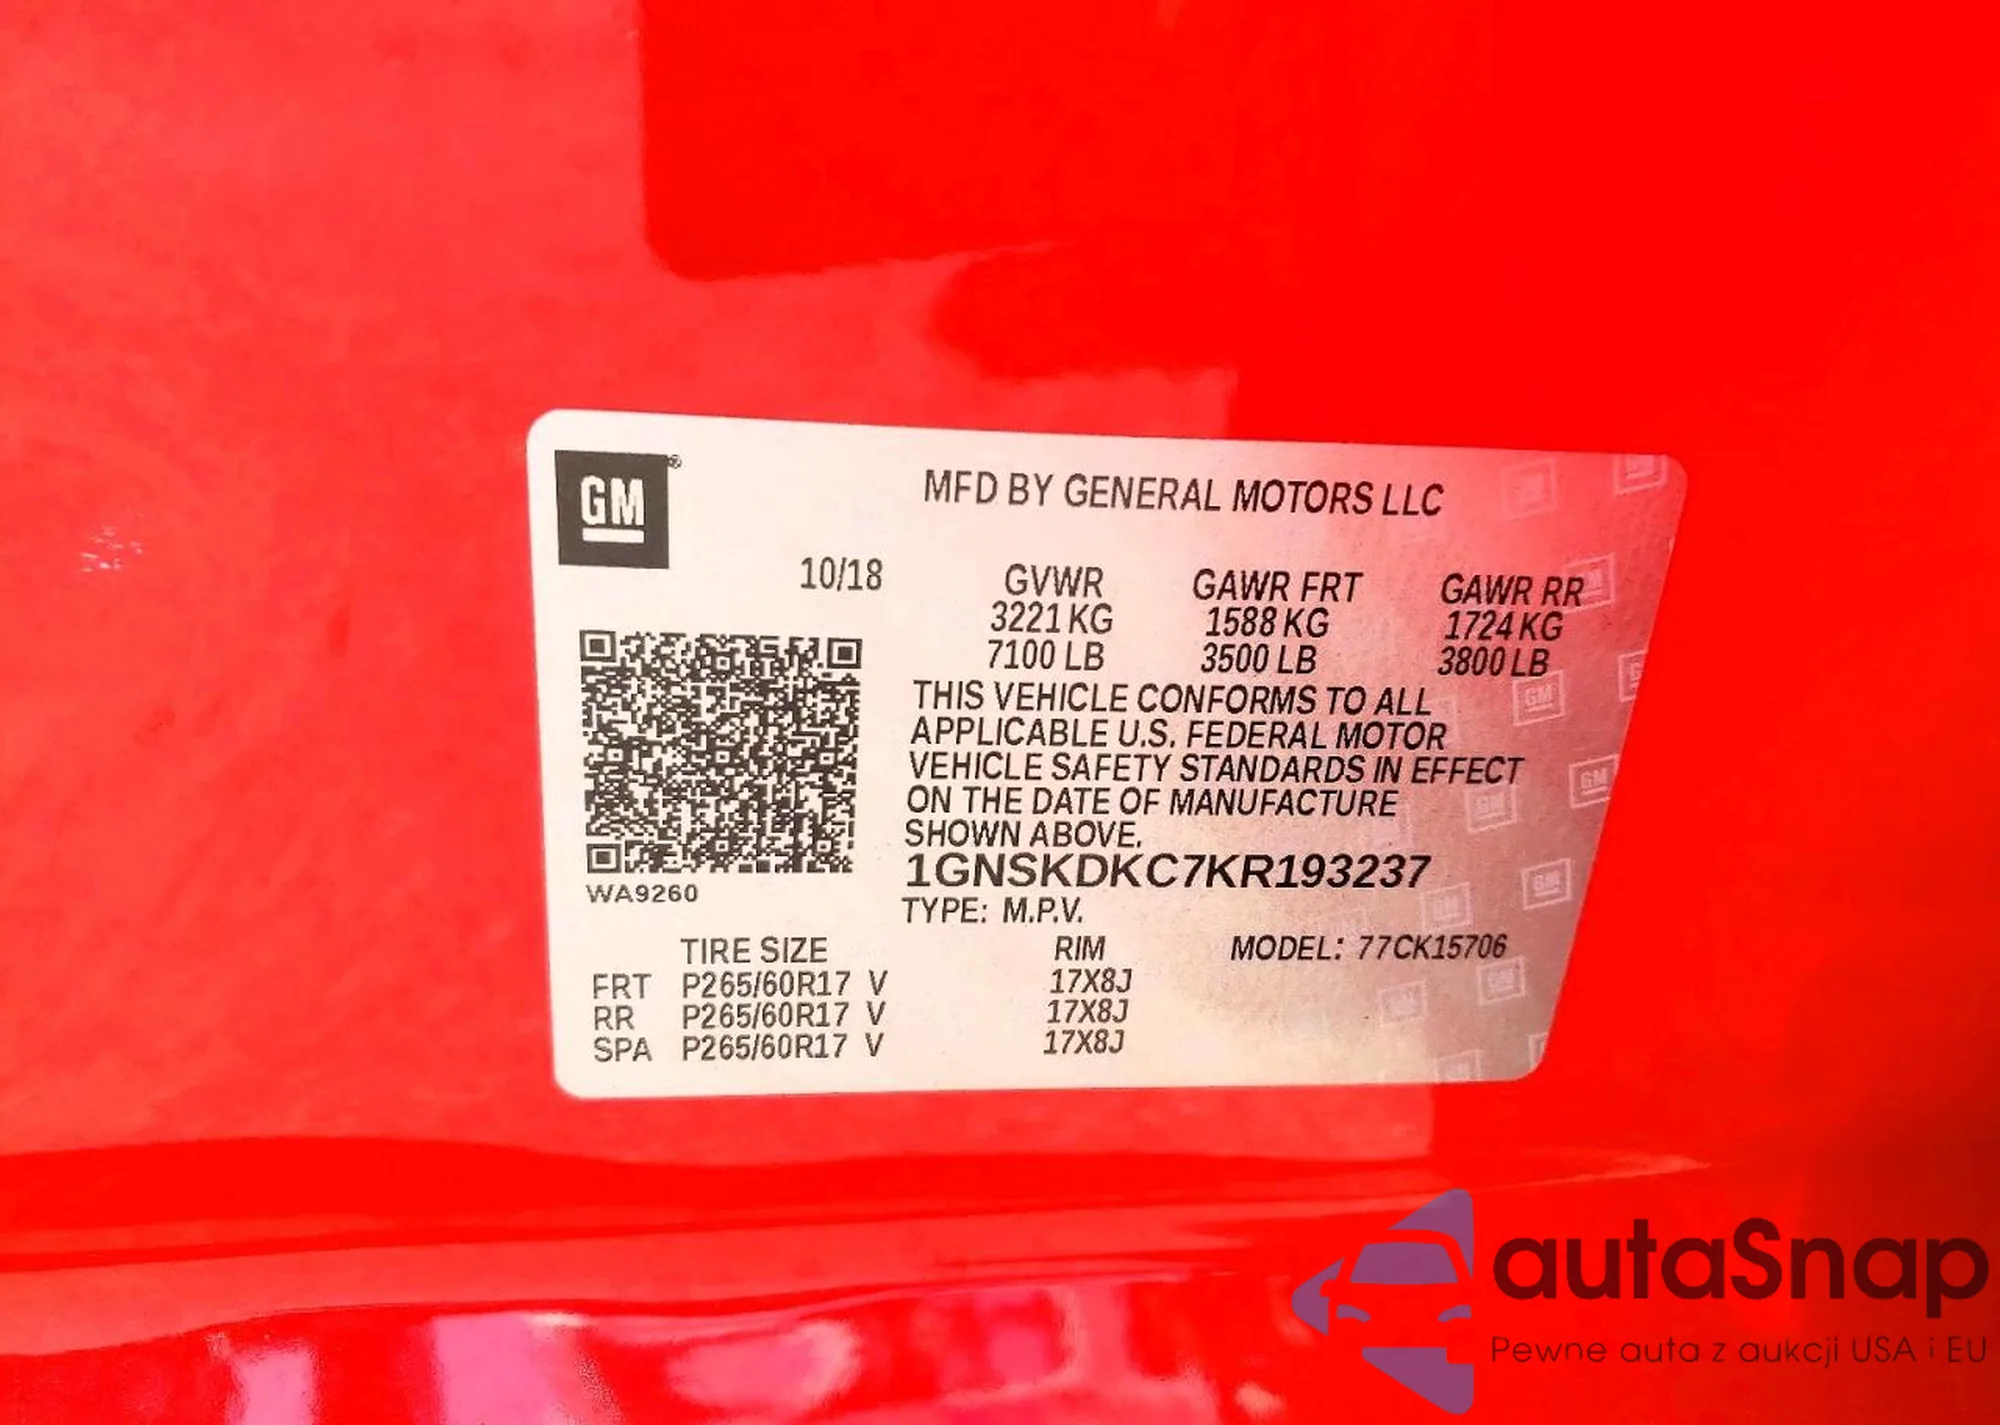 GM®
MFD BY GENERAL MOTORS LLC
10/18
GVWR GAWR FRT GAWR RR
3221 KG 1588 KG 1724 KG
7100 LB 3500 LB 3800 LB
THIS VEHICLE CONFORMS TO ALL
APPLICABLE U.S. FEDERAL MOTOR
VEHICLE SAFETY STANDARDS IN EFFECT
ON THE DATE OF MANUFACTURE
SHOWN ABOVE.
1GNSKDKC7KR193237
WA9260
TYPE: M.P.V.
TIRE SIZE RIM MODEL: 77CK15706
FRT P265/60R17 V 17X8J
RR P265/60R17 V 17X8J
SPA P265/60R17 V 17X8J
autaSnap
Pewne auta z aukcji USA i EU